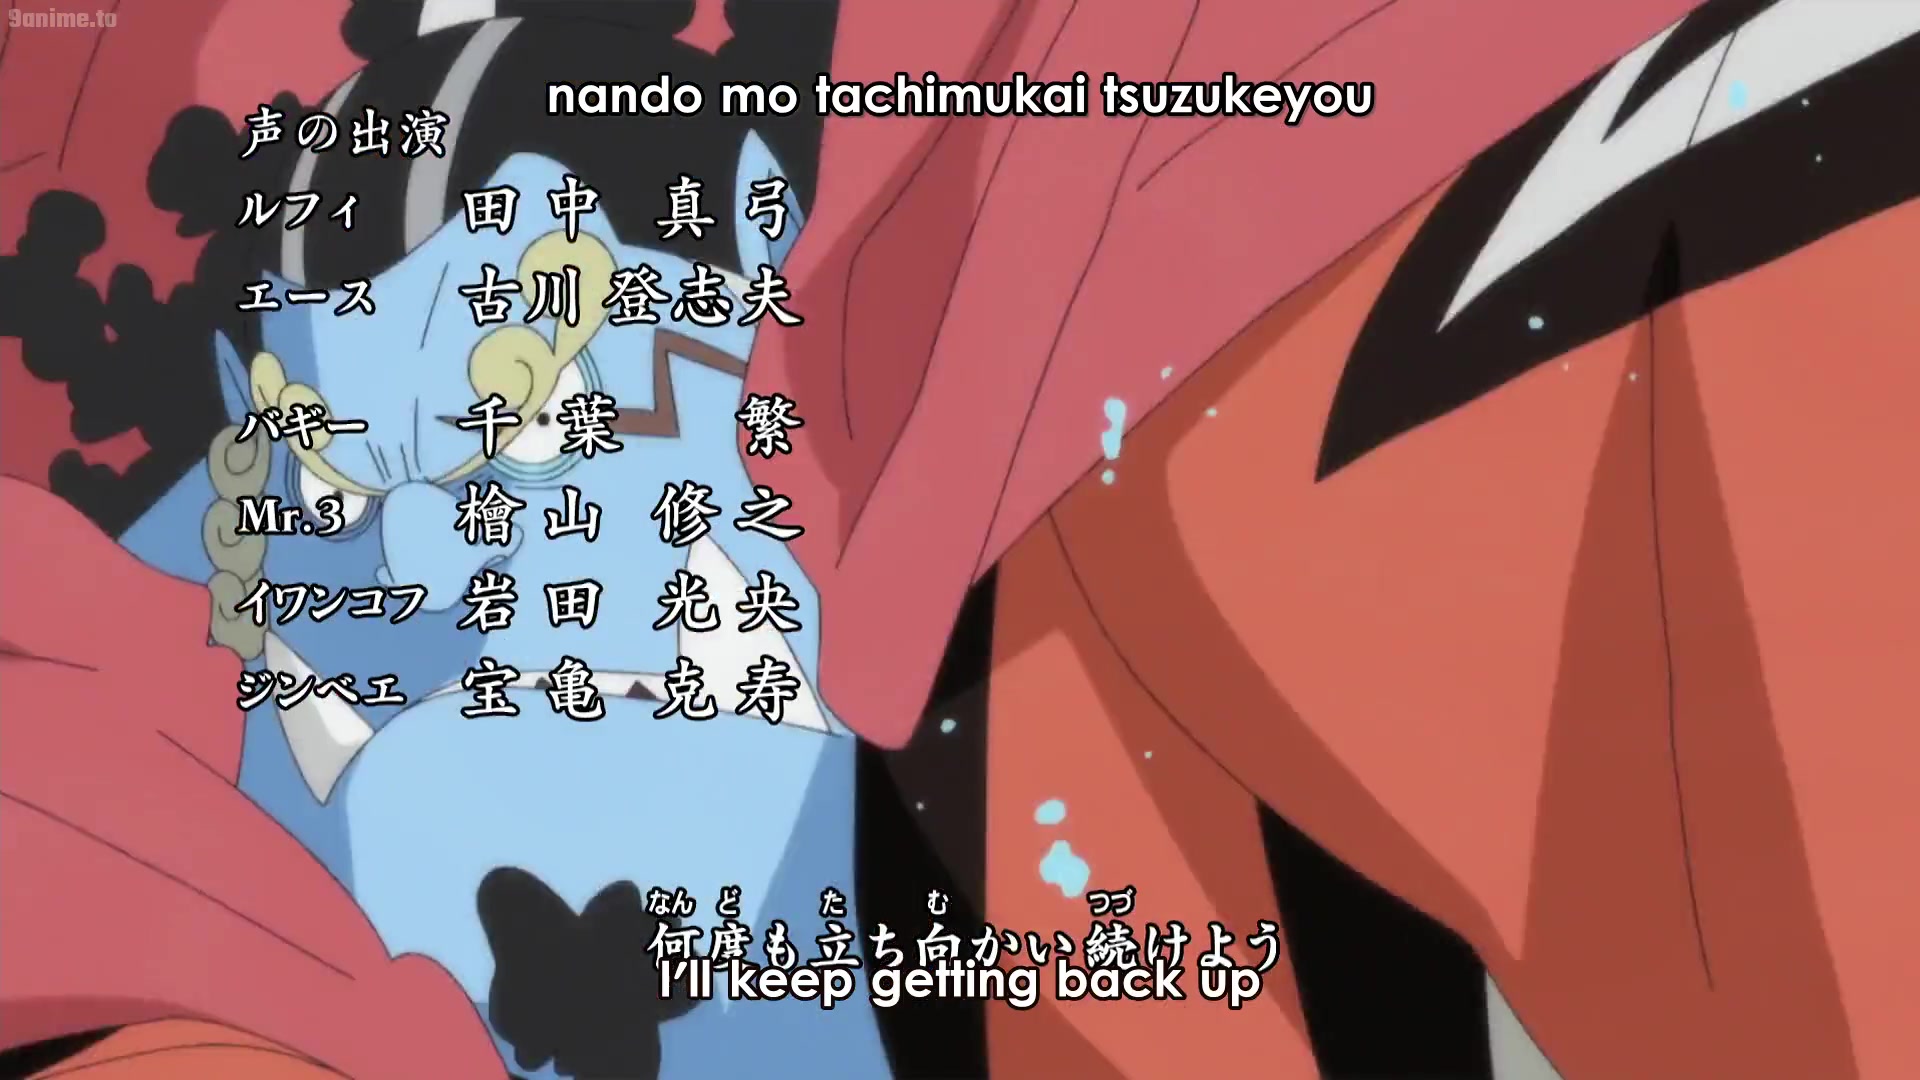 9anime.to
nando mo tachimukai tsuzukeyou
声の出演
ルフィ 田中 真弓
エース 古川 登志夫
バギー 千葉 繁
Mr.3 檜山 修之
イワンコフ 岩田 光央
ジンベエ 宝亀 克寿
なん ど た む つづ
何度も立ち向かい続けよう
I'll keep getting back up